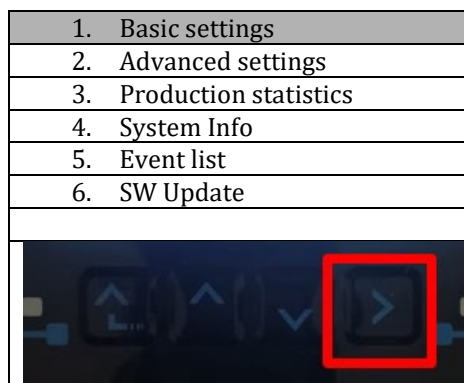 1. Basic settings
2. Advanced settings
3. Production statistics
4. System Info
5. Event list
6. SW Update